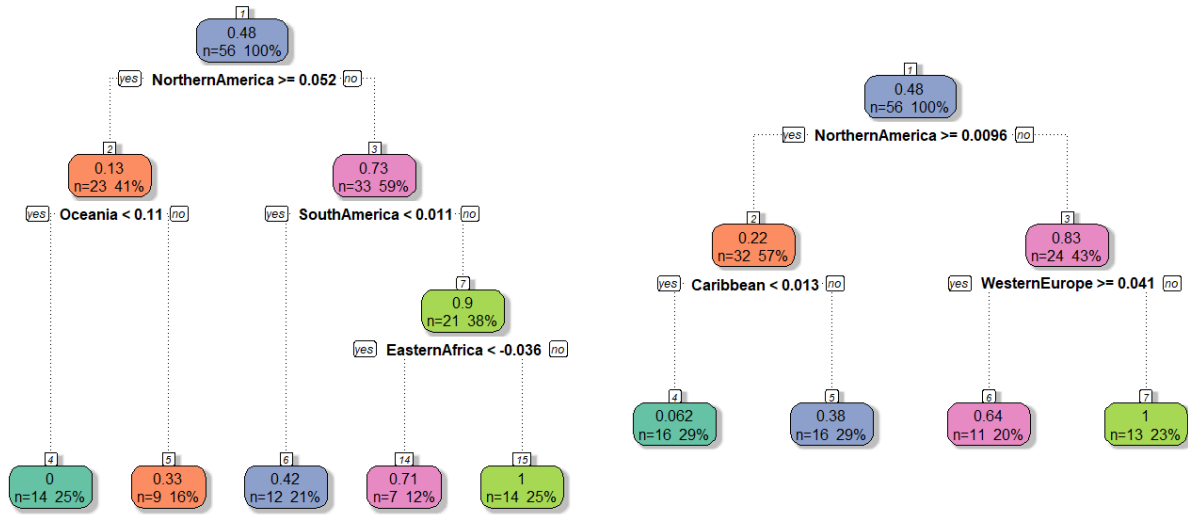 1
0.48
n=56 100%
yes NorthernAmerica >= 0.052 no
2
0.13
n=23 41%
yes Oceania < 0.11 no
3
0.73
n=33 59%
yes SouthAmerica < 0.011 no
7
0.9
n=21 38%
yes EasternAfrica < -0.036 no
4
0
n=14 25%
5
0.33
n=9 16%
6
0.42
n=12 21%
14
0.71
n=7 12%
15
1
n=14 25%
1
0.48
n=56 100%
yes NorthernAmerica >= 0.0096 no
2
0.22
n=32 57%
yes Caribbean < 0.013 no
3
0.83
n=24 43%
yes WesternEurope >= 0.041 no
4
0.062
n=16 29%
5
0.38
n=16 29%
6
0.64
n=11 20%
7
1
n=13 23%